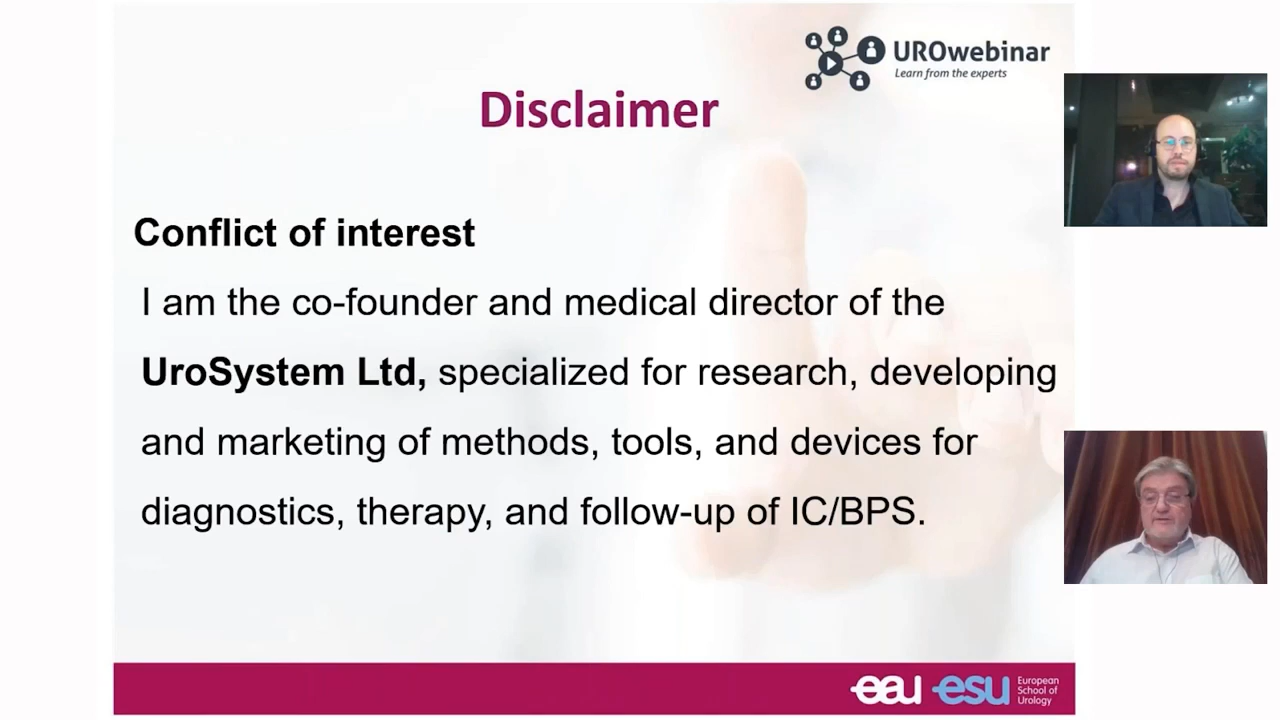 UROwebinar
Learn from the experts
Disclaimer
Conflict of interest
I am the co-founder and medical director of the
UroSystem Ltd, specialized for research, developing
and marketing of methods, tools, and devices for
diagnostics, therapy, and follow-up of IC/BPS.
eau esu European
School of
Urology